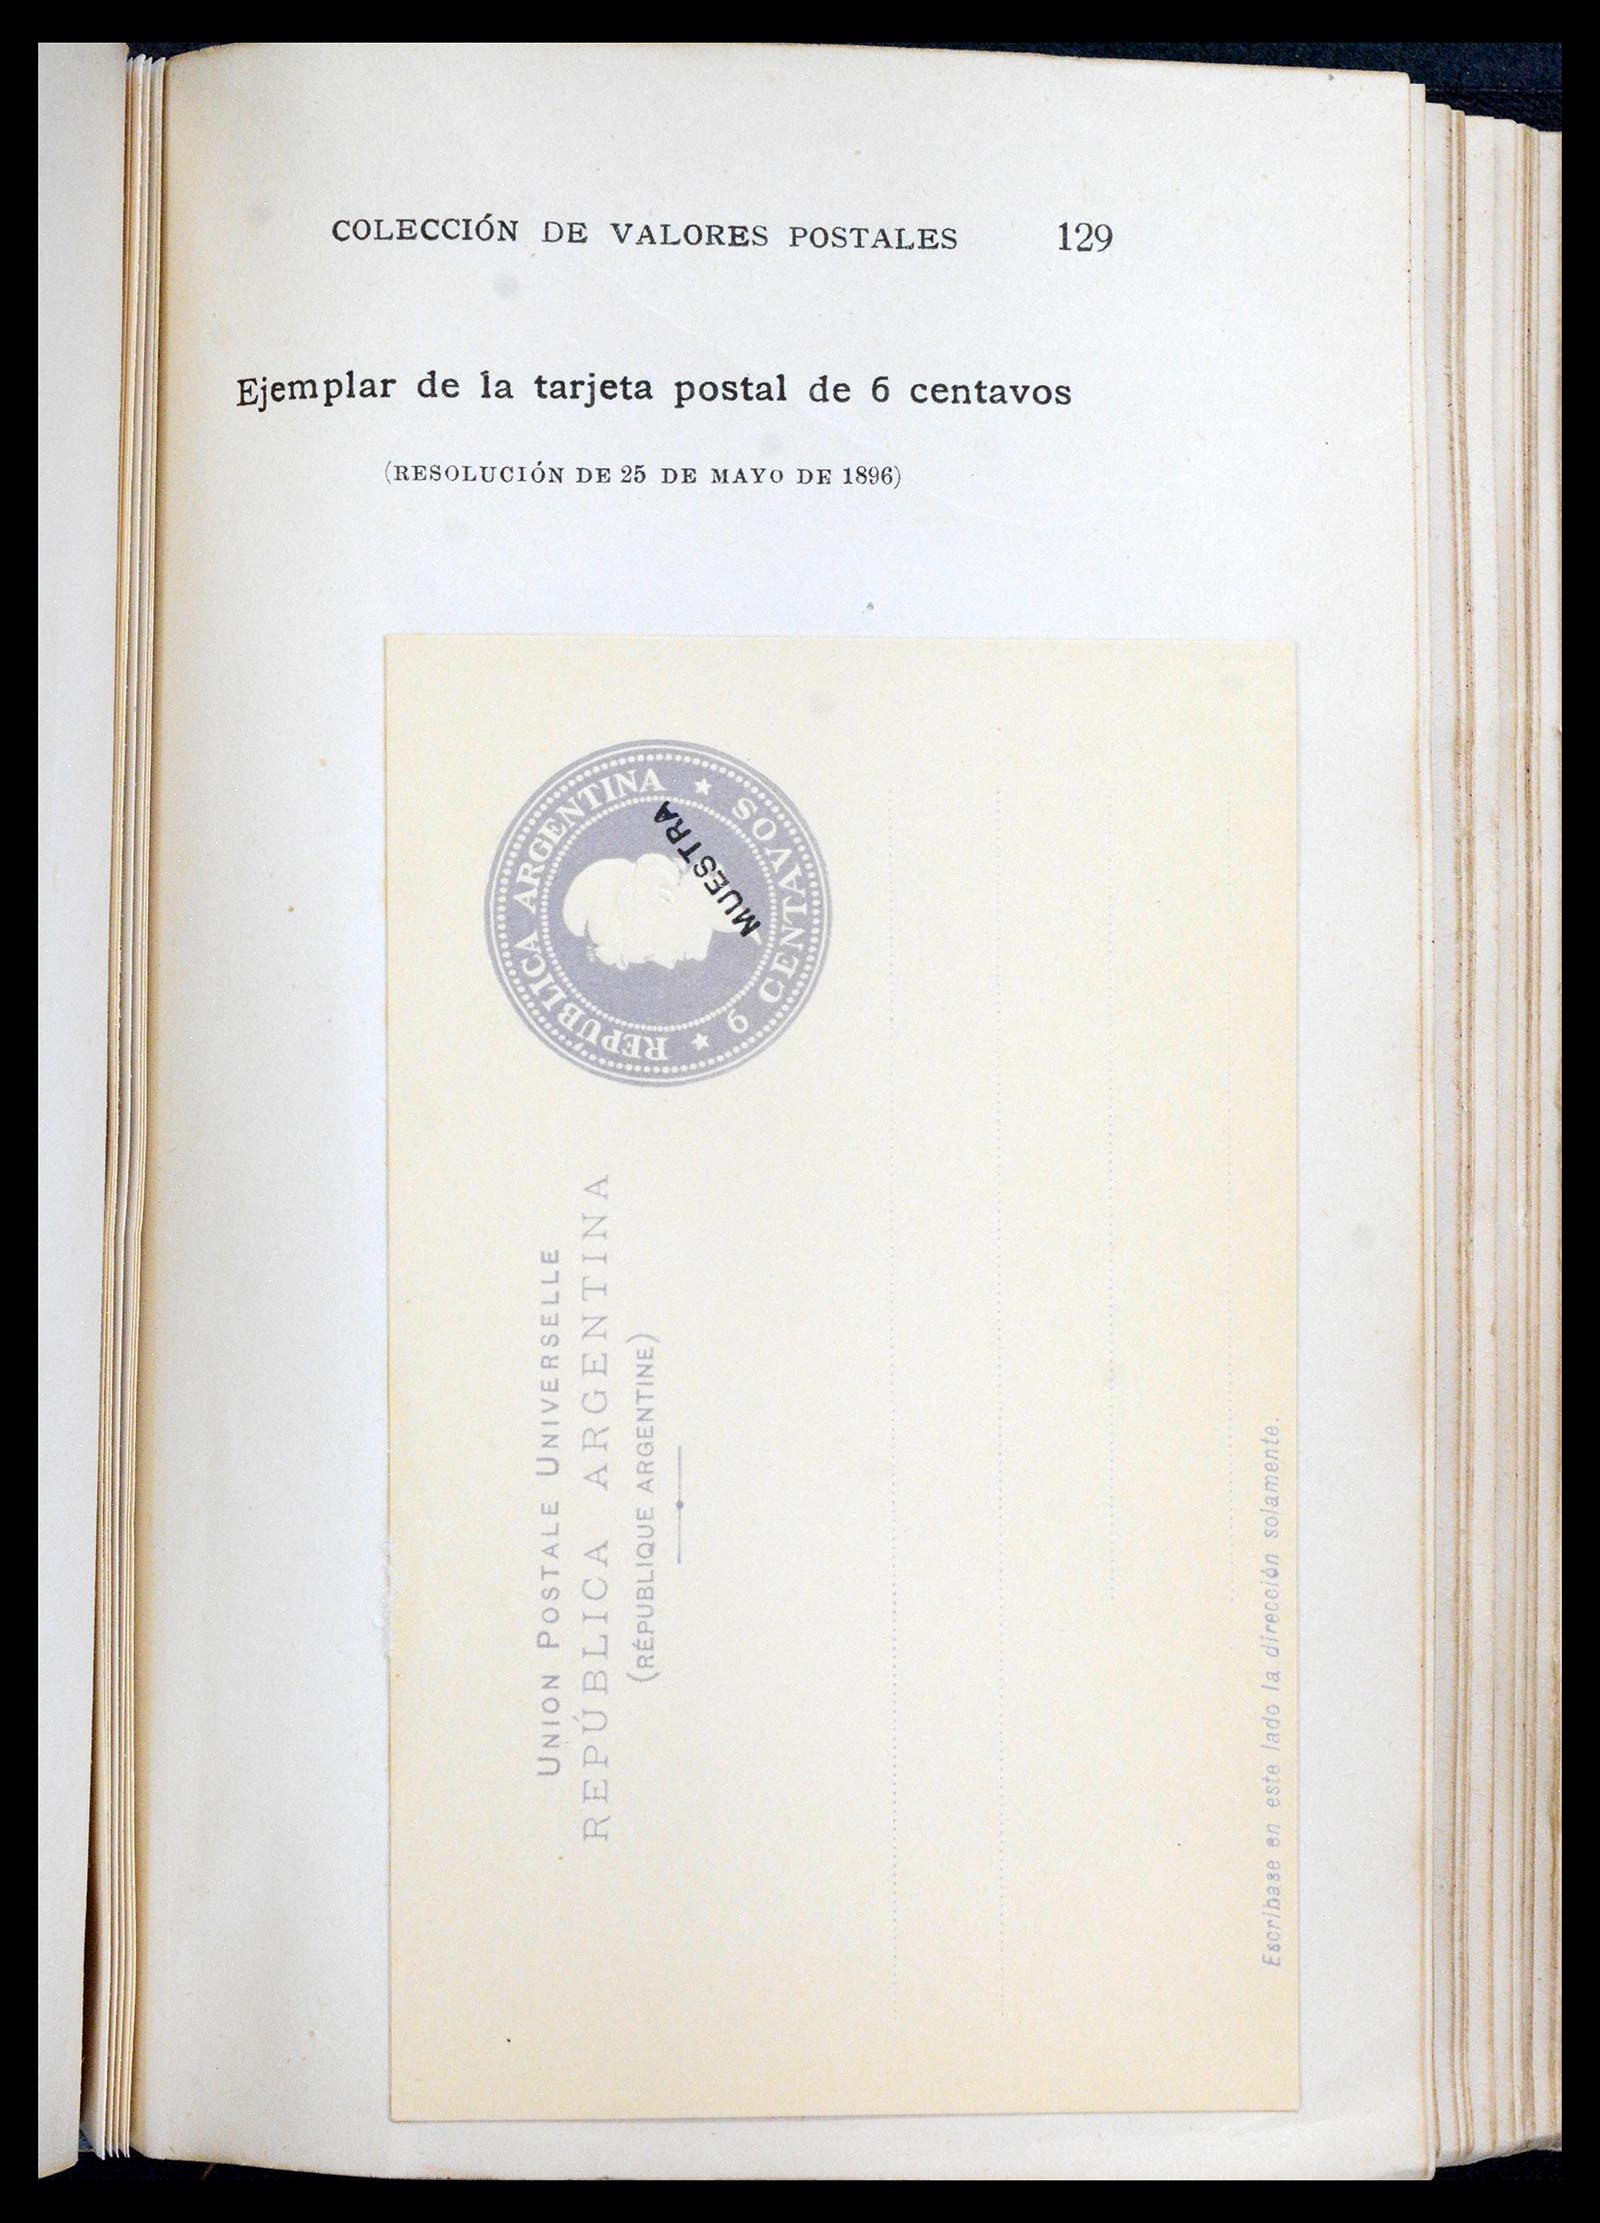 COLECCIÓN DE VALORES POSTALES 129
Ejemplar de la tarjeta postal de 6 centavos
(RESOLUCIÓN DE 25 DE MAYO DE 1896)
REPUBLICA ARGENTINA
6 CENTAVOS
MUESTRA
UNION POSTALE UNIVERSELLE
REPÚBLICA ARGENTINA
(RÉPUBLIQUE ARGENTINE)
Escríbase en este lado la dirección solamente.